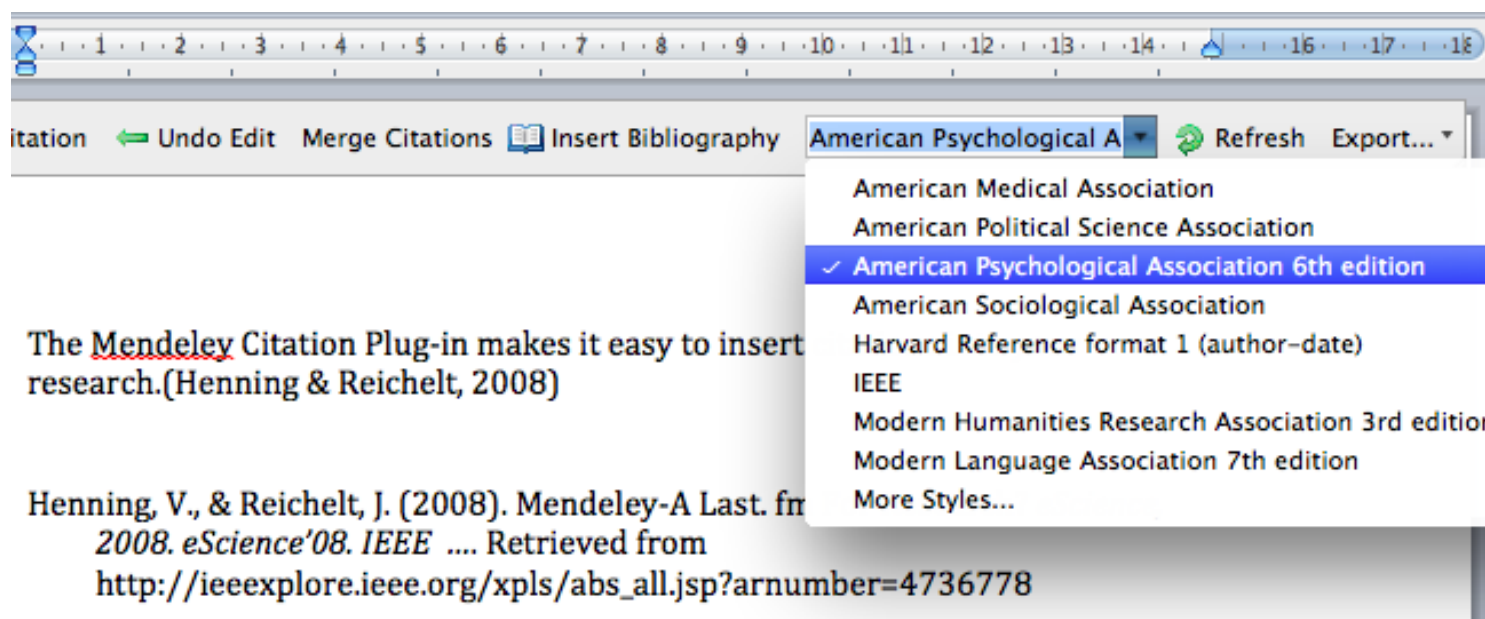 1 2 3 4 5 6 7 8 9 10 11 12 13 14 16 17 18
itation Undo Edit Merge Citations Insert Bibliography American Psychological A Refresh Export...
American Medical Association
American Political Science Association
✓ American Psychological Association 6th edition
American Sociological Association
Harvard Reference format 1 (author-date)
IEEE
Modern Humanities Research Association 3rd edition
Modern Language Association 7th edition
More Styles...
The Mendeley Citation Plug-in makes it easy to insert
research.(Henning & Reichelt, 2008)
Henning, V., & Reichelt, J. (2008). Mendeley-A Last. fm
2008. eScience'08. IEEE .... Retrieved from
http://ieeexplore.ieee.org/xpls/abs_all.jsp?arnumber=4736778